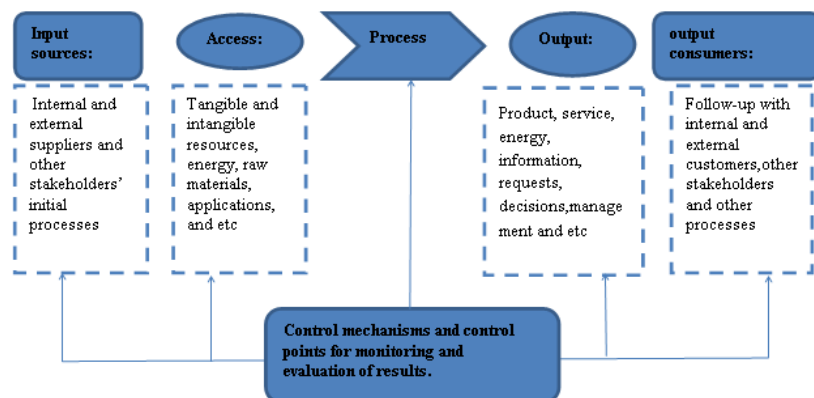 Input
sources:
Access:
Process
Output:
output
consumers:
Internal and
external
suppliers and
other
stakeholders'
initial
processes
Tangible and
intangible
resources,
energy, raw
materials,
applications,
and etc
Product, service,
energy,
information,
requests,
decisions,manage
ment and etc
Follow-up with
internal and
external
customers,other
stakeholders
and other
processes
Control mechanisms and control
points for monitoring and
evaluation of results.